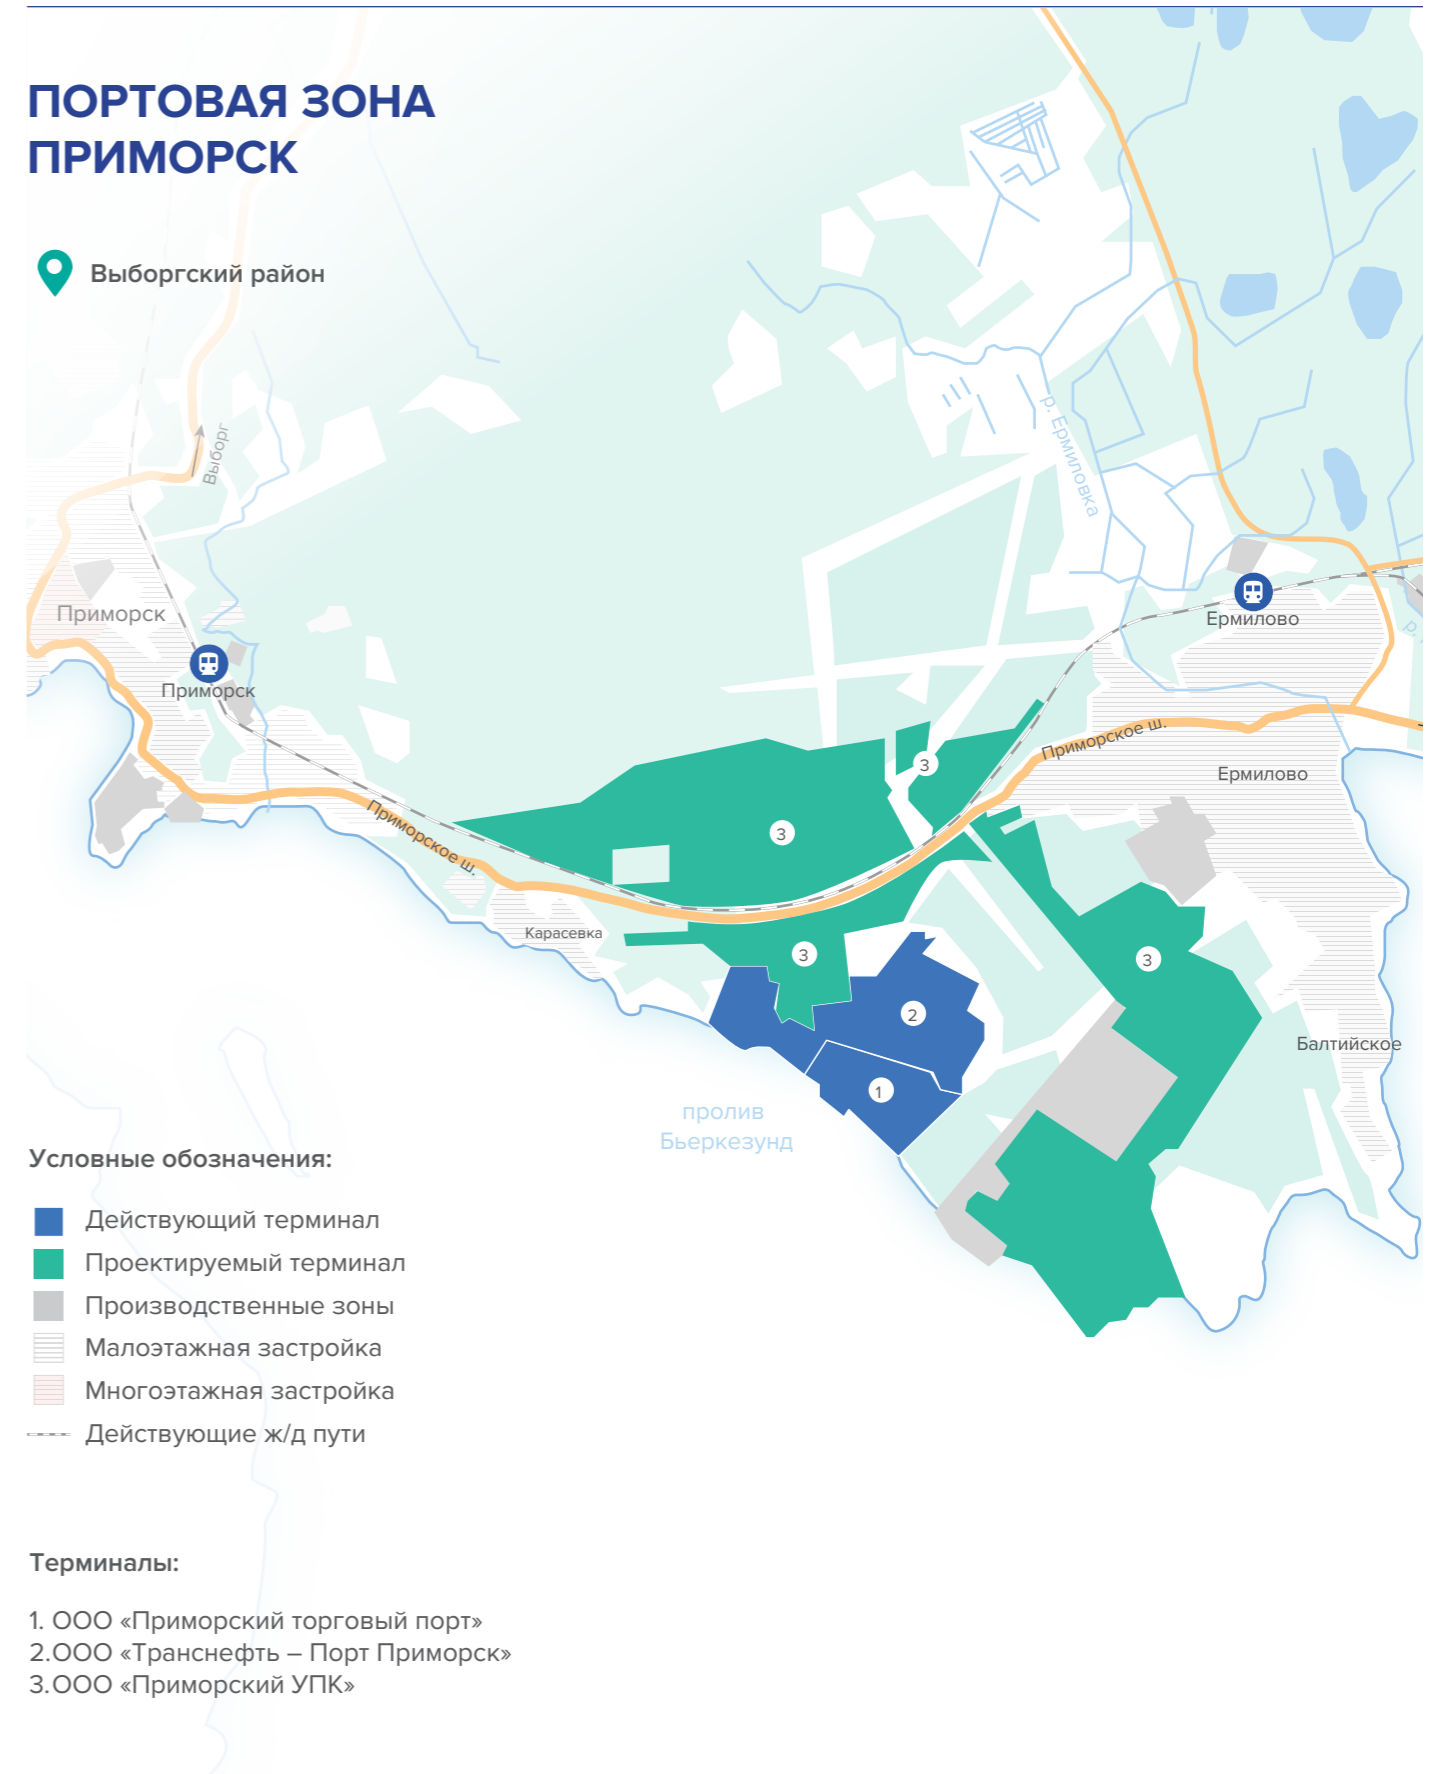 ПОРТОВАЯ ЗОНА
ПРИМОРСК
Выборгский район
Выборг
р. Ермиловка
Приморск
Приморск
Ермилово
р.
Приморское ш.
Ермилово
Приморское ш.
Карасевка
3
3
3
3
2
1
Балтийское
пролив
Бьеркезунд
Условные обозначения:
Действующий терминал
Проектируемый терминал
Производственные зоны
Малоэтажная застройка
Многоэтажная застройка
Действующие ж/д пути
Терминалы:
1. ООО «Приморский торговый порт»
2.ООО «Транснефть – Порт Приморск»
3.ООО «Приморский УПК»